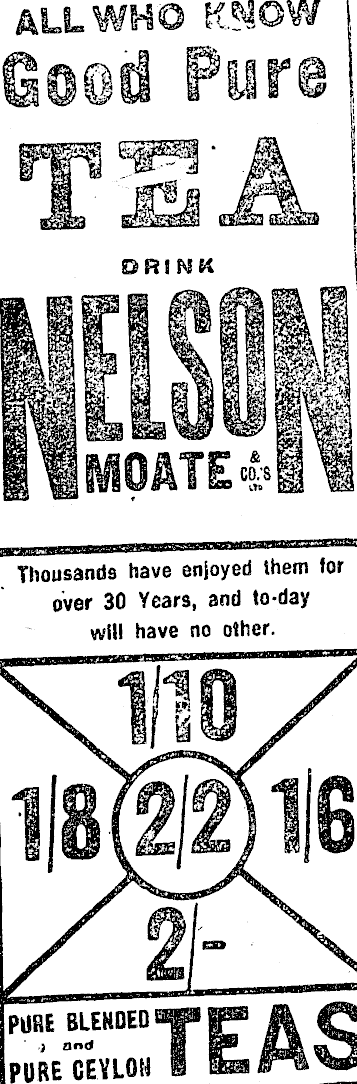 ALL WHO KNOW
Good Pure
TEA
DRINK
NELSON
MOATE & CO.'S LTD
Thousands have enjoyed them for
over 30 Years, and to-day
will have no other.
1/10
1/8 2/2 1/6
2/-
PURE BLENDED
and
PURE CEYLON
TEAS